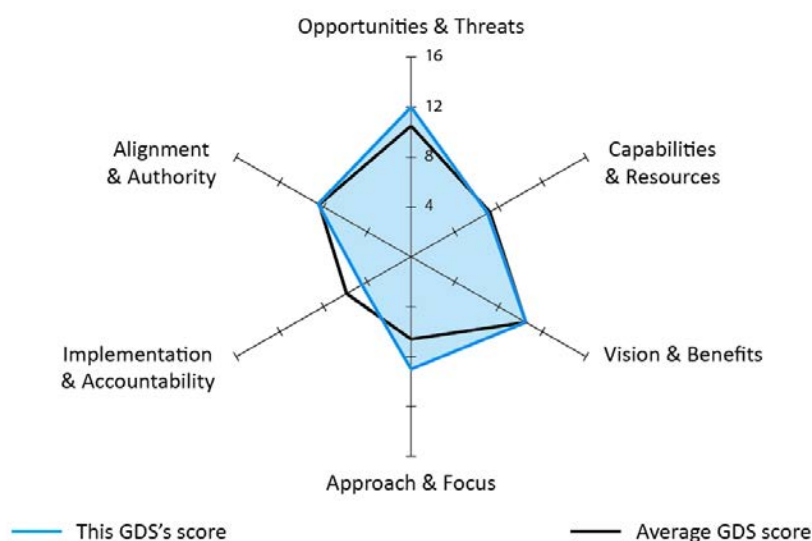 Opportunities & Threats
16
12
8
4
Alignment
& Authority
Capabilities
& Resources
Implementation
& Accountability
Vision & Benefits
Approach & Focus
This GDS's score
Average GDS score